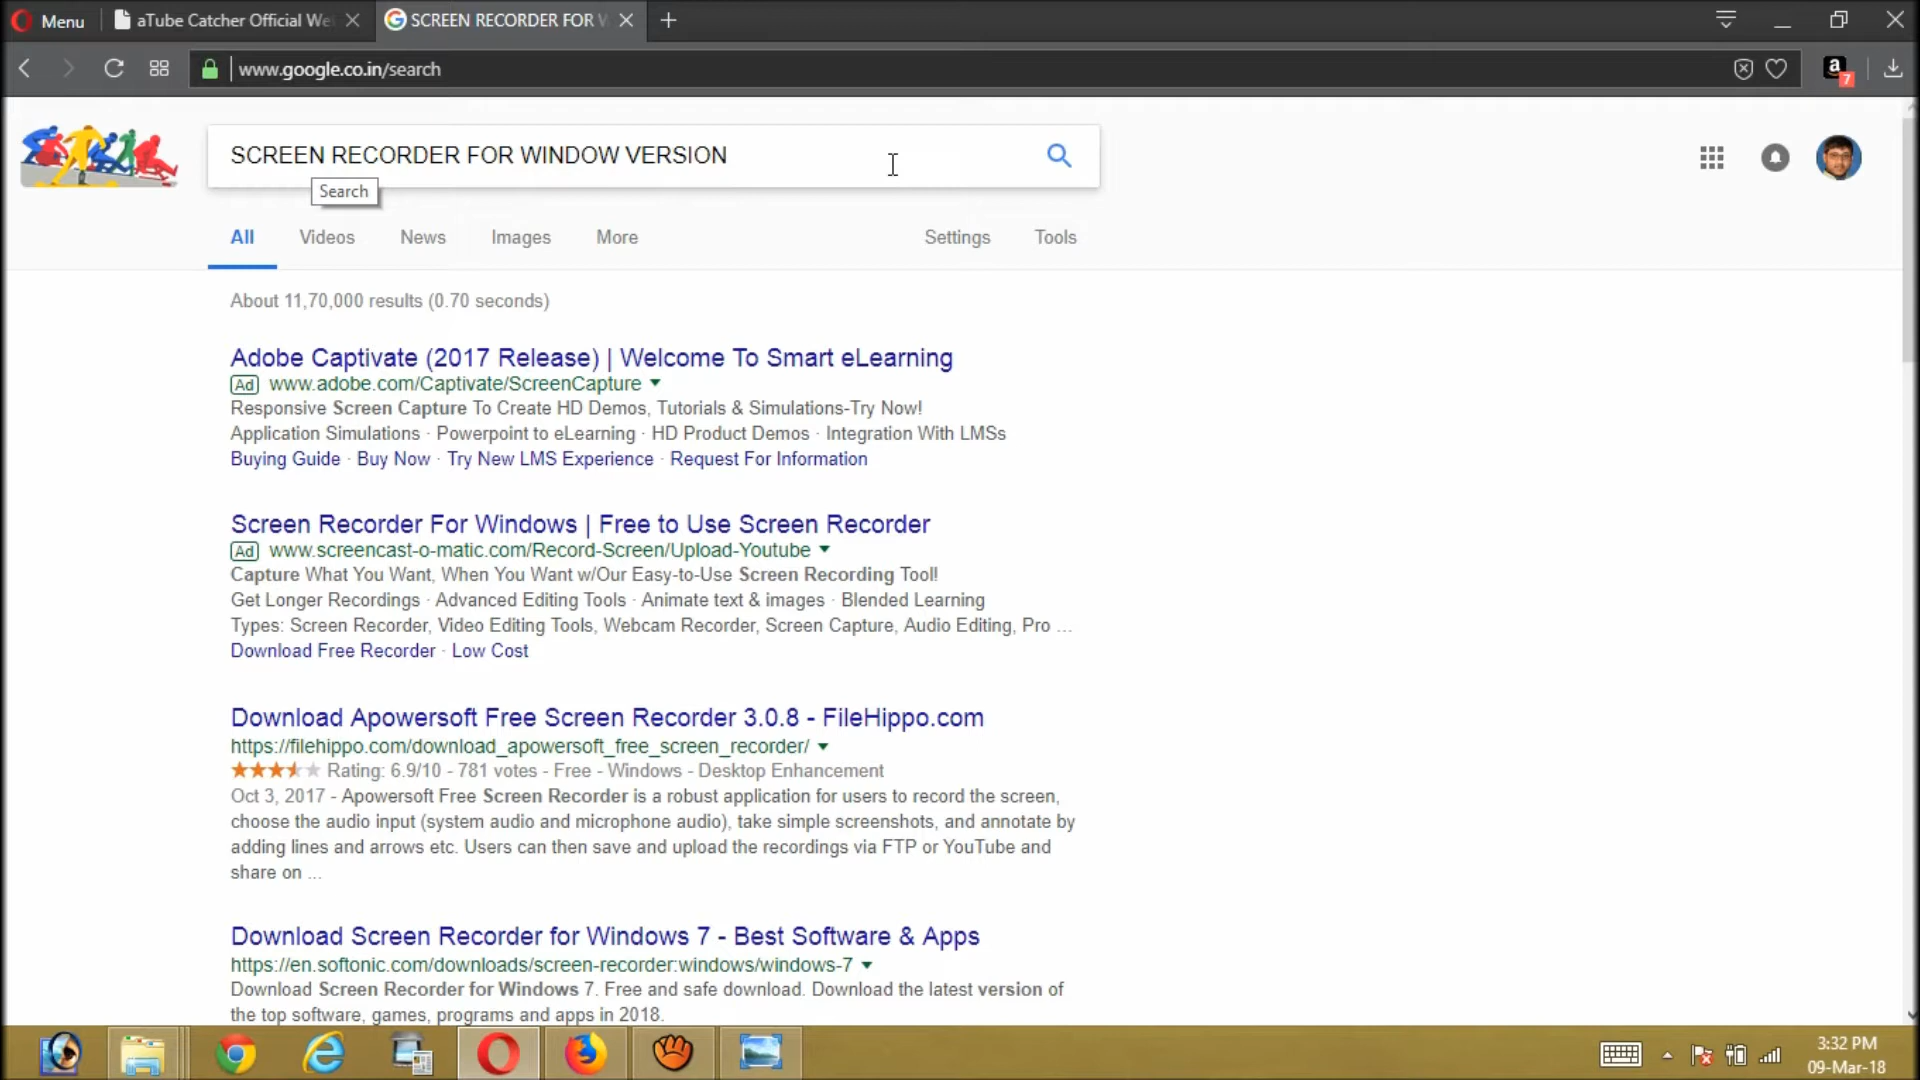 Menu
aTube Catcher Official We
SCREEN RECORDER FOR W
www.google.co.in/search
a
7
SCREEN RECORDER FOR WINDOW VERSION
Search
All
Videos
News
Images
More
Settings
Tools
About 11,70,000 results (0.70 seconds)
Adobe Captivate (2017 Release) | Welcome To Smart eLearning
Ad www.adobe.com/Captivate/ScreenCapture
Responsive Screen Capture To Create HD Demos, Tutorials & Simulations-Try Now!
Application Simulations · Powerpoint to eLearning · HD Product Demos · Integration With LMSs
Buying Guide · Buy Now · Try New LMS Experience · Request For Information
Screen Recorder For Windows | Free to Use Screen Recorder
Ad www.screencast-o-matic.com/Record-Screen/Upload-Youtube
Capture What You Want, When You Want w/Our Easy-to-Use Screen Recording Tool!
Get Longer Recordings · Advanced Editing Tools · Animate text & images · Blended Learning
Types: Screen Recorder, Video Editing Tools, Webcam Recorder, Screen Capture, Audio Editing, Pro ...
Download Free Recorder · Low Cost
Download Apowersoft Free Screen Recorder 3.0.8 - FileHippo.com
https://filehippo.com/download_apowersoft_free_screen_recorder/
Rating: 6.9/10 - 781 votes - Free - Windows - Desktop Enhancement
Oct 3, 2017 - Apowersoft Free Screen Recorder is a robust application for users to record the screen,
choose the audio input (system audio and microphone audio), take simple screenshots, and annotate by
adding lines and arrows etc. Users can then save and upload the recordings via FTP or YouTube and
share on ...
Download Screen Recorder for Windows 7 - Best Software & Apps
https://en.softonic.com/downloads/screen-recorder:windows/windows-7
Download Screen Recorder for Windows 7. Free and safe download. Download the latest version of
the top software, games, programs and apps in 2018.
3:32 PM
09-Mar-18